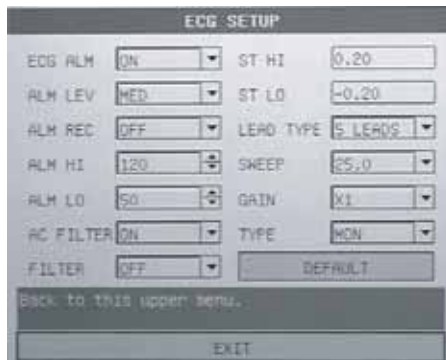 ECG SETUP
ECG ALM ON ST HI 0.20
ALM LEV MED ST LO -0.20
ALM REC OFF LEAD TYPE 5 LEADS
ALM HI 120 SWEEP 25.0
ALM LO 50 GAIN X1
AC FILTER ON TYPE MON
FILTER OFF DEFAULT
Back to this upper menu.
EXIT